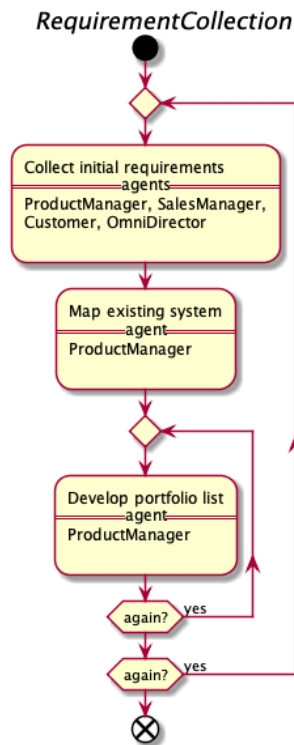 RequirementCollection
Collect initial requirements
agents
ProductManager, SalesManager,
Customer, OmniDirector
Map existing system
agent
ProductManager
Develop portfolio list
agent
ProductManager
again?
yes
again?
yes